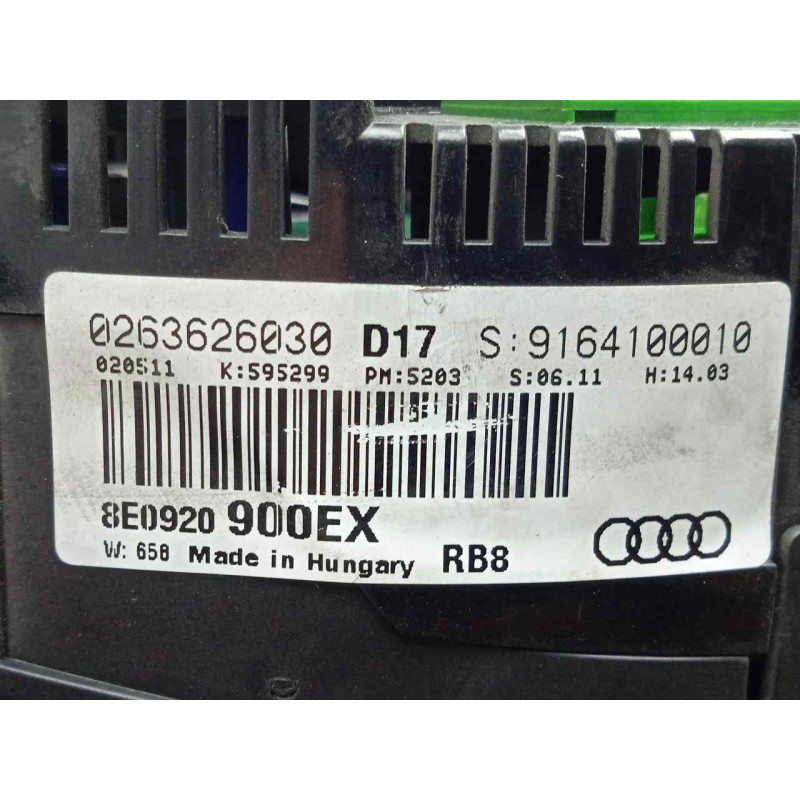 0263626030 D17 S:9164100010
020511 K:595299 PM:5203 S:06.11 H:14.03
8E0920 900EX
W: 658 Made in Hungary RB8